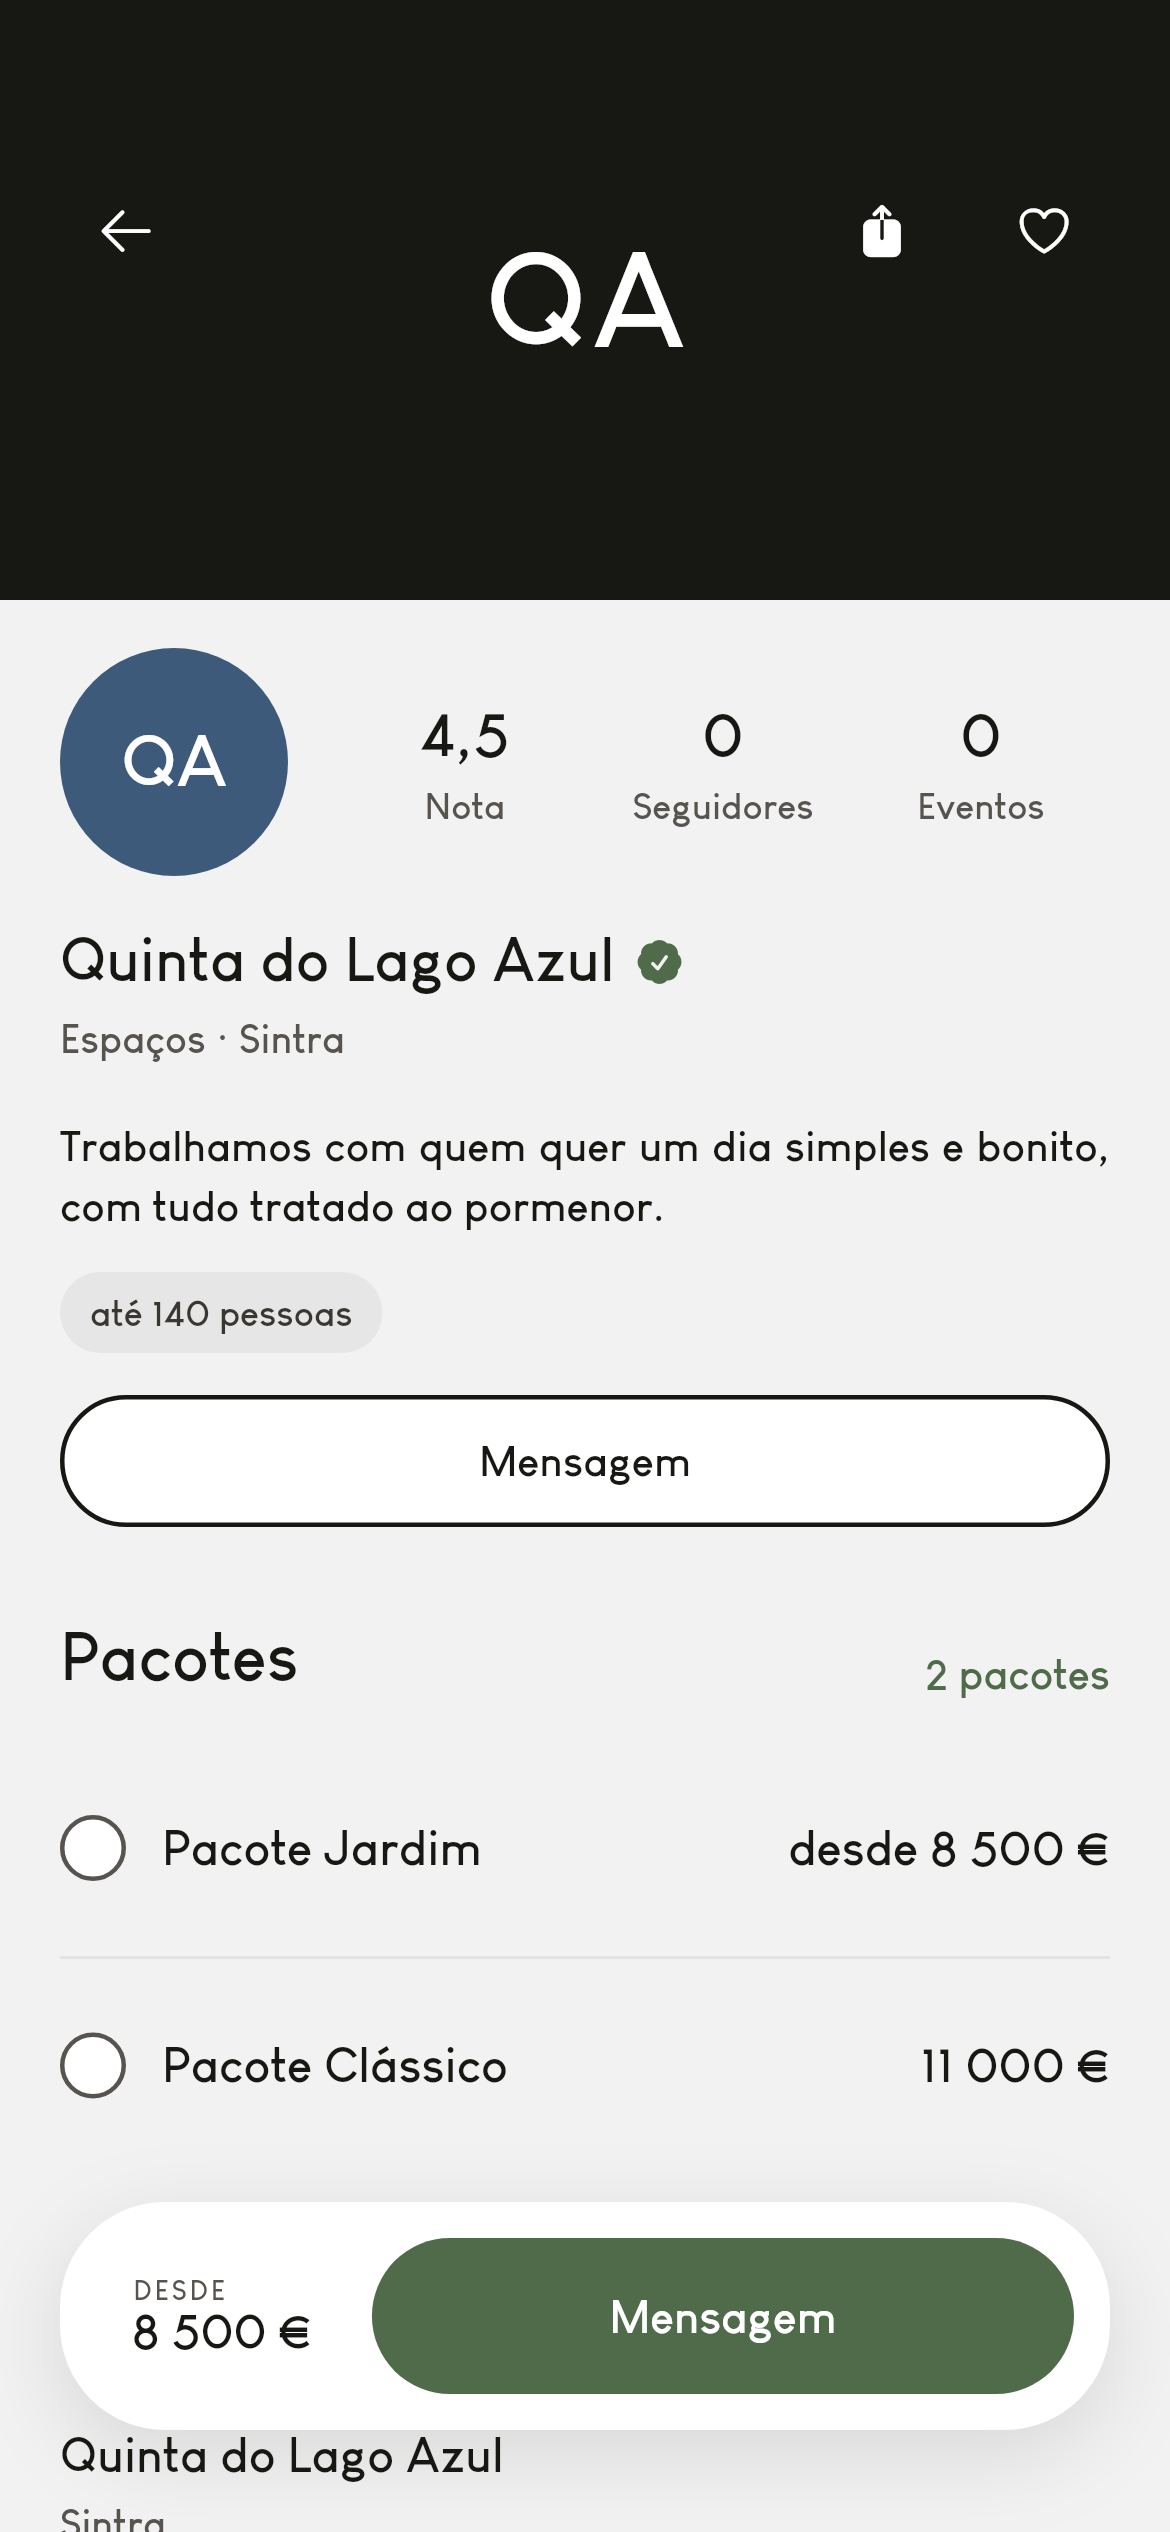 QA
QA
4,5
Nota
0
Seguidores
0
Eventos
Quinta do Lago Azul
Espaços · Sintra
Trabalhamos com quem quer um dia simples e bonito,
com tudo tratado ao pormenor.
até 140 pessoas
Mensagem
Pacotes
2 pacotes
Pacote Jardim
desde 8 500 €
Pacote Clássico
11 000 €
DESDE
8 500 €
Mensagem
Quinta do Lago Azul
Sintra